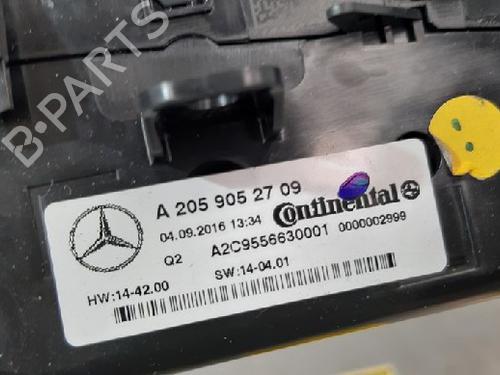 B-PARTS
A 205 905 27 09
04.09.2016 13:34 Continental
Q2 A2C9556630001 0000002999
HW:14-42.00 SW:14-04.01